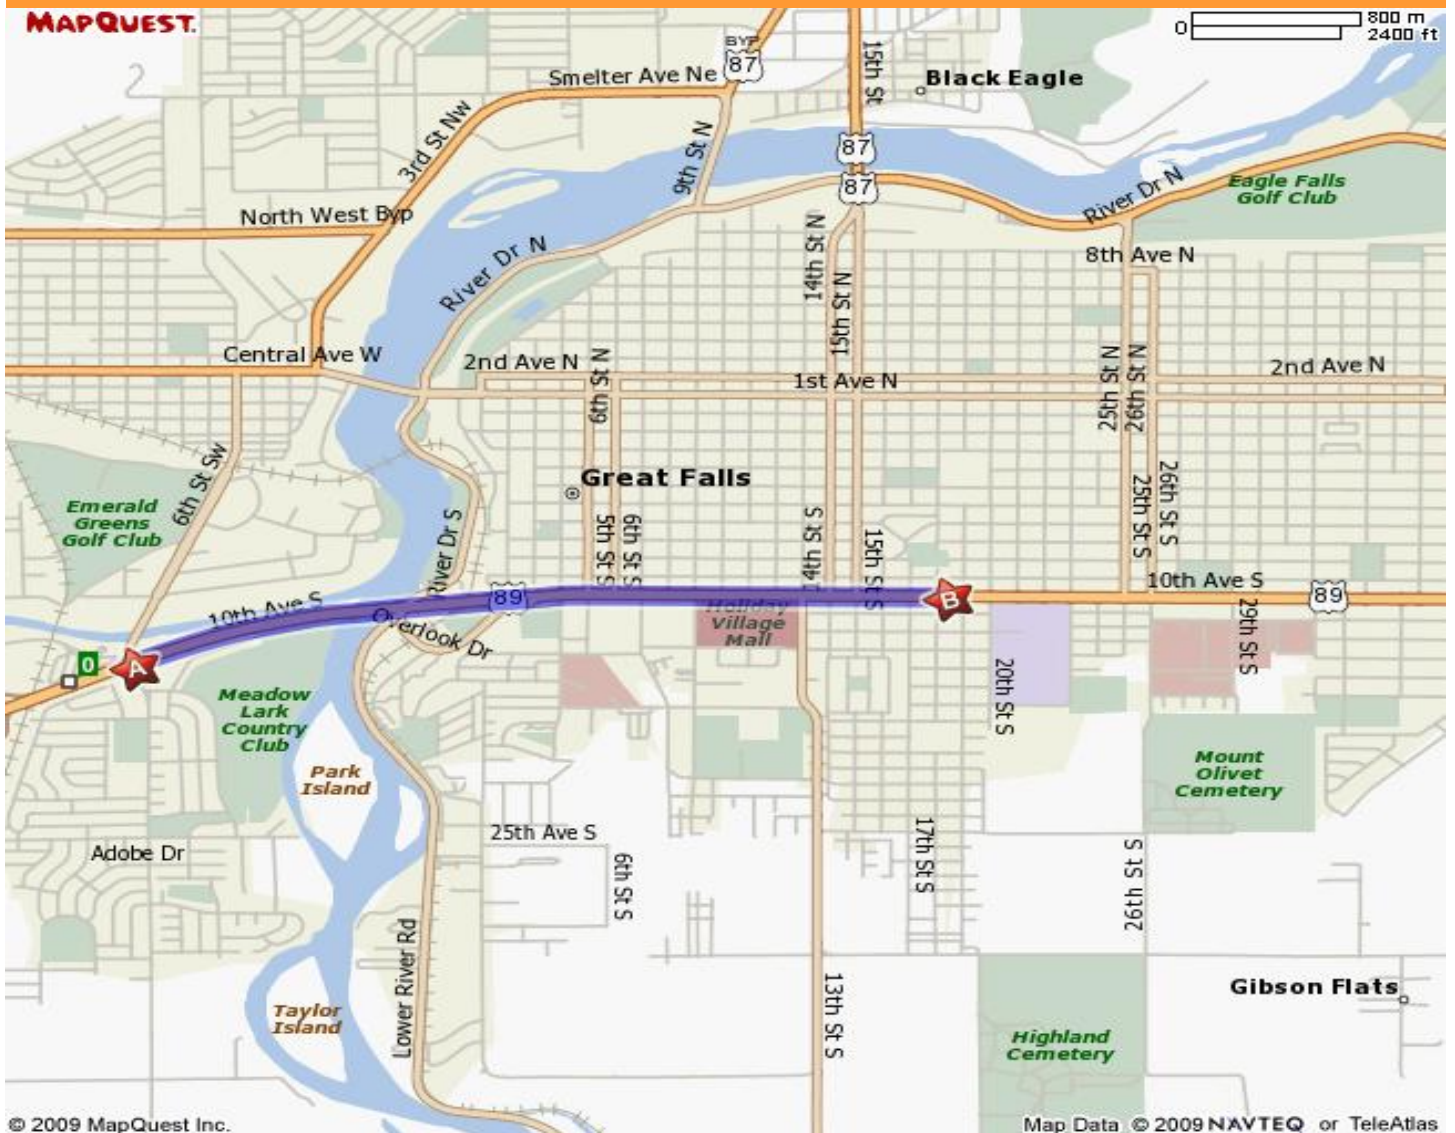 MAPQUEST.
0
800 m
2400 ft
BYP
87
15th St
Black Eagle
Smelter Ave Ne
3rd St Nw
9th St N
87
87
North West Byp
River Dr N
Eagle Falls
Golf Club
River Dr N
14th St N
15th St N
8th Ave N
Central Ave W
2nd Ave N
6th St N
1st Ave N
25th St N
26th St N
2nd Ave N
6th St Sw
Great Falls
Emerald
Greens
Golf Club
River Dr S
5th St S
6th St S
14th St S
15th St S
25th St S
26th St S
10th Ave S
89
B
10th Ave S
89
Overlook Dr
Holiday
Village
Mall
29th St S
0
A
20th St S
Meadow
Lark
Country
Club
Park
Island
Mount
Olivet
Cemetery
25th Ave S
6th St S
17th St S
26th St S
Adobe Dr
Lower River Rd
13th St S
Gibson Flats
Taylor
Island
Highland
Cemetery
© 2009 MapQuest Inc.
Map Data © 2009 NAVTEQ or TeleAtlas